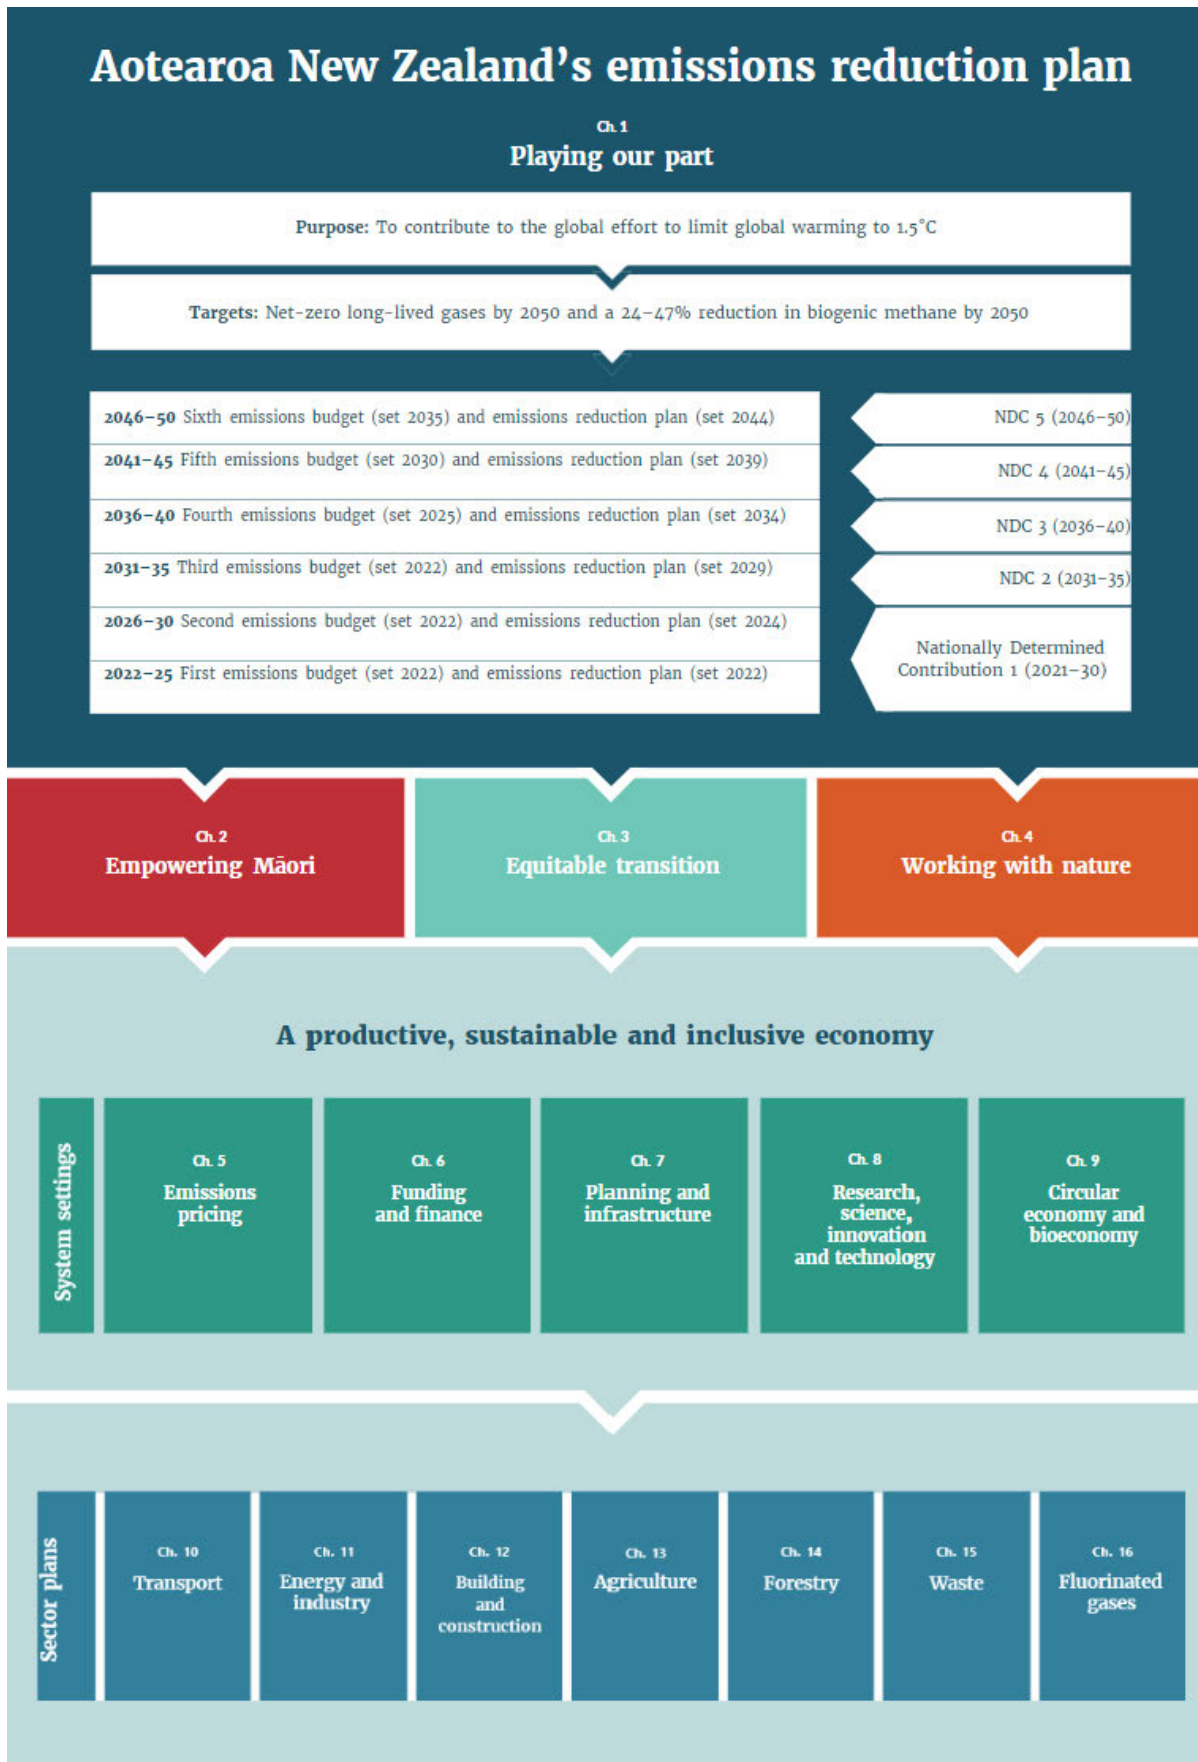 Aotearoa New Zealand's emissions reduction plan
Ch. 1
Playing our part
Purpose: To contribute to the global effort to limit global warming to 1.5°C
Targets: Net-zero long-lived gases by 2050 and a 24–47% reduction in biogenic methane by 2050
2046–50 Sixth emissions budget (set 2035) and emissions reduction plan (set 2044)
NDC 5 (2046–50)
2041–45 Fifth emissions budget (set 2030) and emissions reduction plan (set 2039)
NDC 4 (2041–45)
2036–40 Fourth emissions budget (set 2025) and emissions reduction plan (set 2034)
NDC 3 (2036–40)
2031–35 Third emissions budget (set 2022) and emissions reduction plan (set 2029)
NDC 2 (2031–35)
2026–30 Second emissions budget (set 2022) and emissions reduction plan (set 2024)
2022–25 First emissions budget (set 2022) and emissions reduction plan (set 2022)
Nationally Determined
Contribution 1 (2021–30)
Ch. 2
Empowering Māori
Ch. 3
Equitable transition
Ch. 4
Working with nature
A productive, sustainable and inclusive economy
System settings
Ch. 5
Emissions
pricing
Ch. 6
Funding
and finance
Ch. 7
Planning and
infrastructure
Ch. 8
Research,
science,
innovation
and technology
Ch. 9
Circular
economy and
bioeconomy
Sector plans
Ch. 10
Transport
Ch. 11
Energy and
industry
Ch. 12
Building
and
construction
Ch. 13
Agriculture
Ch. 14
Forestry
Ch. 15
Waste
Ch. 16
Fluorinated
gases